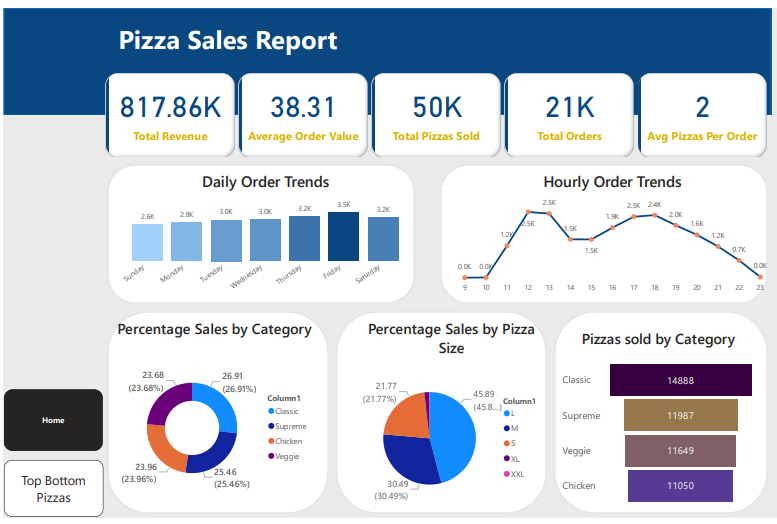 Pizza Sales Report
817.86K
Total Revenue
38.31
Average Order Value
50K
Total Pizzas Sold
21K
Total Orders
2
Avg Pizzas Per Order
Daily Order Trends
2.6K
2.8K
3.0K
3.0K
3.2K
3.5K
3.2K
Sunday
Monday
Tuesday
Wednesday
Thursday
Friday
Saturday
Hourly Order Trends
0.0K
0.0K
1.2K
2.5K
2.5K
1.5K
1.5K
1.9K
2.3K
2.4K
2.0K
1.6K
1.2K
0.7K
0.0K
9 10 11 12 13 14 15 16 17 18 19 20 21 22 23
Percentage Sales by Category
23.68
(23.68%)
26.91
(26.91%)
23.96
(23.96%)
25.46
(25.46%)
Column1
Classic
Supreme
Chicken
Veggie
Percentage Sales by Pizza
Size
21.77
(21.77%)
45.89
(45.8...)
30.49
(30.49%)
Column1
L
M
S
XL
XXL
Pizzas sold by Category
Classic 14888
Supreme 11987
Veggie 11649
Chicken 11050
Home
Top Bottom
Pizzas